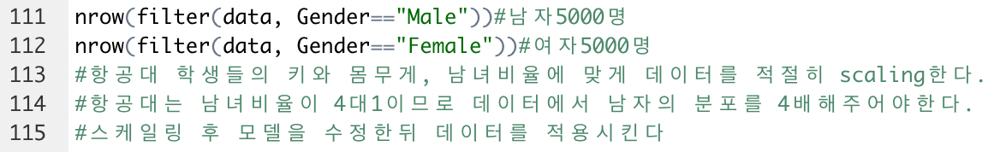 111 nrow(filter(data, Gender=="Male"))#남자5000명
112 nrow(filter(data, Gender=="Female"))#여자5000명
113 #항공대 학생들의 키와 몸무게, 남녀비율에 맞게 데이터를 적절히 scaling한다.
114 #항공대는 남녀비율이 4대1이므로 데이터에서 남자의 분포를 4배해주어야한다.
115 #스케일링 후 모델을 수정한뒤 데이터를 적용시킨다